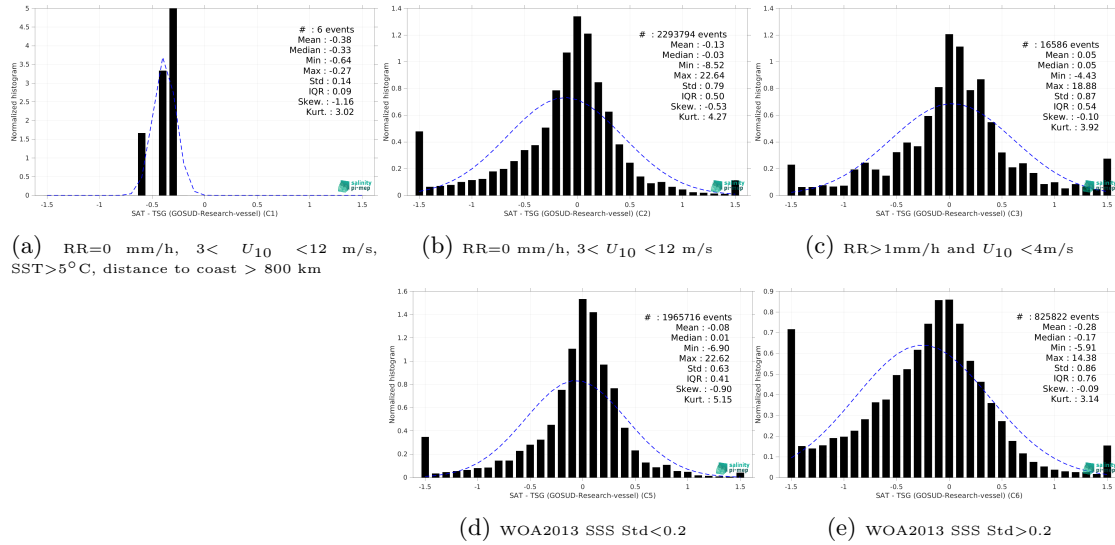 5
4
3
2
1
0
Normalized histogram
# : 6 events
Mean : -0.38
Median : -0.33
Min : -0.64
Max : -0.27
Std : 0.14
IQR : 0.09
Skew. : -1.16
Kurt. : 3.02
salinity
pi-mep
-1.5 -1 -0.5 0 0.5 1 1.5
SAT - TSG (GOSUD-Research-vessel) (C1)
(a) RR=0 mm/h, 3< U10 <12 m/s,
SST>5°C, distance to coast > 800 km
1.4
1.2
1
0.8
0.6
0.4
0.2
0
Normalized histogram
# : 2293794 events
Mean : -0.13
Median : -0.03
Min : -8.52
Max : 22.64
Std : 0.79
IQR : 0.50
Skew. : -0.53
Kurt. : 4.27
salinity
pi-mep
-1.5 -1 -0.5 0 0.5 1 1.5
SAT - TSG (GOSUD-Research-vessel) (C2)
(b) RR=0 mm/h, 3< U10 <12 m/s
1.4
1.2
1
0.8
0.6
0.4
0.2
0
Normalized histogram
# : 16586 events
Mean : 0.05
Median : 0.05
Min : -4.43
Max : 18.88
Std : 0.87
IQR : 0.54
Skew. : -0.10
Kurt. : 3.92
salinity
pi-mep
-1.5 -1 -0.5 0 0.5 1 1.5
SAT - TSG (GOSUD-Research-vessel) (C3)
(c) RR>1mm/h and U10 <4m/s
1.6
1.4
1.2
1
0.8
0.6
0.4
0.2
0
Normalized histogram
# : 1965716 events
Mean : -0.08
Median : 0.01
Min : -6.90
Max : 22.62
Std : 0.63
IQR : 0.41
Skew. : -0.90
Kurt. : 5.15
salinity
pi-mep
-1.5 -1 -0.5 0 0.5 1 1.5
SAT - TSG (GOSUD-Research-vessel) (C5)
(d) WOA2013 SSS Std<0.2
0.9
0.8
0.7
0.6
0.5
0.4
0.3
0.2
0.1
0
Normalized histogram
# : 825822 events
Mean : -0.28
Median : -0.17
Min : -5.91
Max : 14.38
Std : 0.86
IQR : 0.76
Skew. : -0.09
Kurt. : 3.14
salinity
pi-mep
-1.5 -1 -0.5 0 0.5 1 1.5
SAT - TSG (GOSUD-Research-vessel) (C6)
(e) WOA2013 SSS Std>0.2